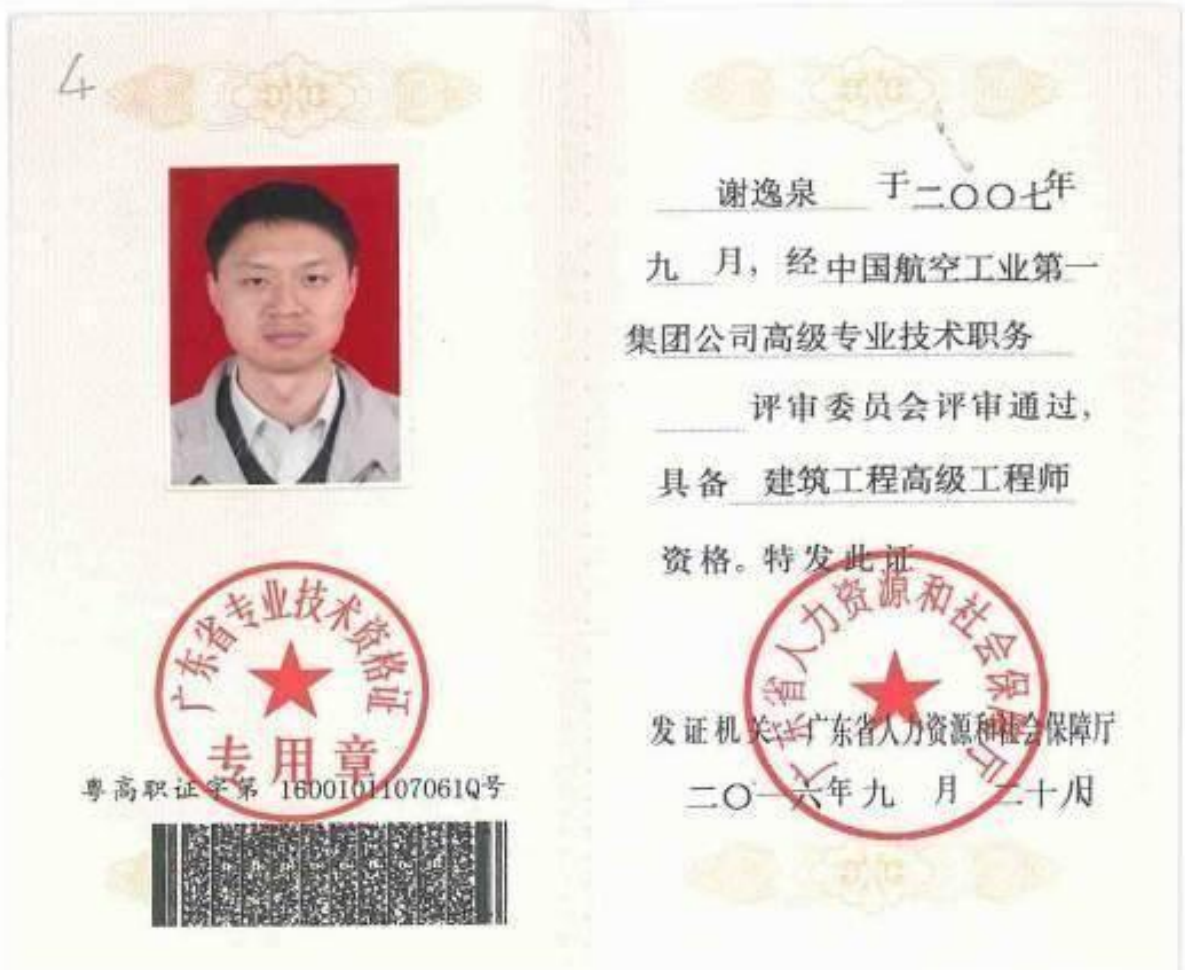 4
广东省专业技术资格证
专用章
粤高职证字第 1600101107061Q号
谢逸泉 于二〇〇七年
九 月，经中国航空工业第一
集团公司高级专业技术职务
评审委员会评审通过，
具备 建筑工程高级工程师
资格。特发此证
广东省人力资源和社会保障厅
发证机关：广东省人力资源和社会保障厅
二〇一六年九 月 二十八日